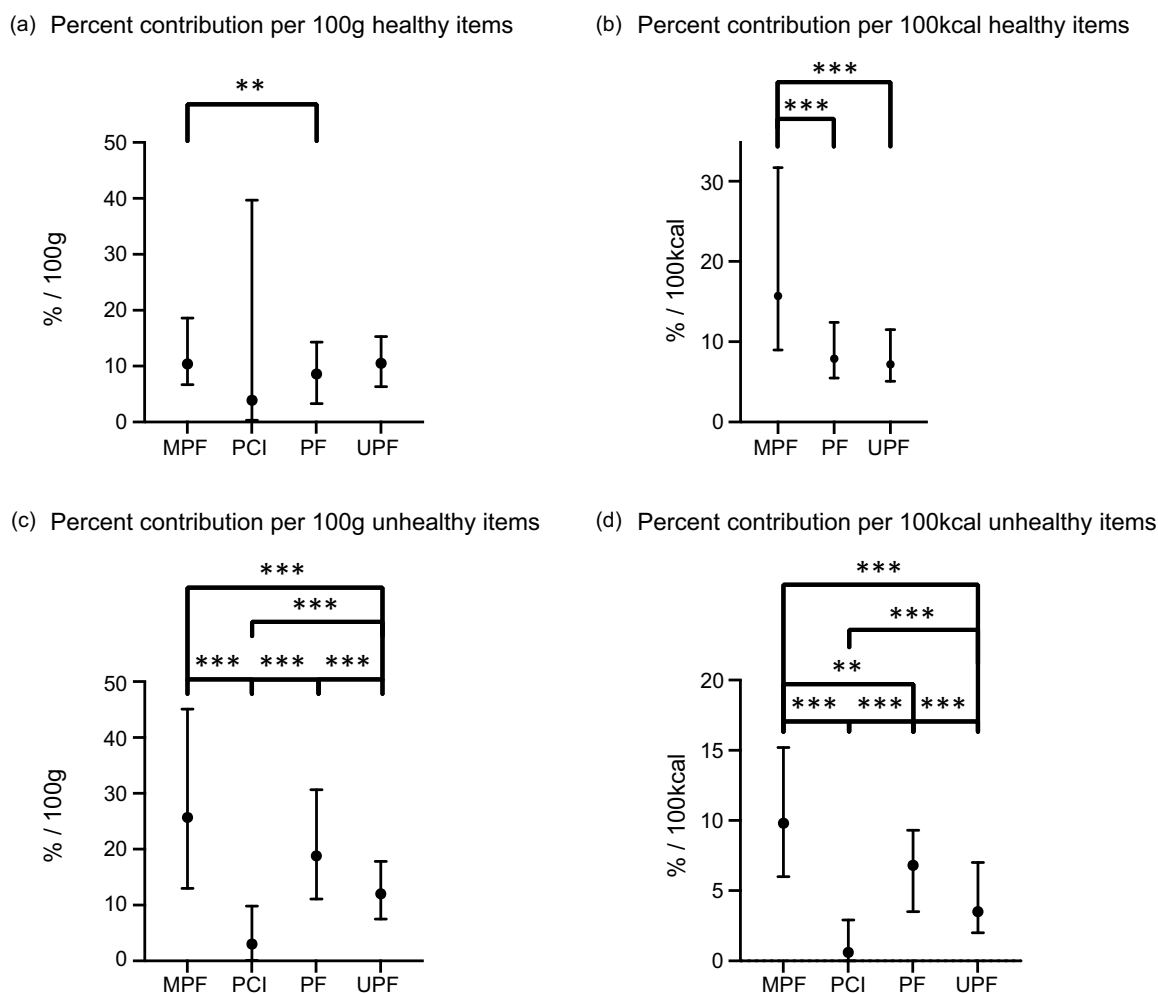 (a) Percent contribution per 100g healthy items
**
50
40
30
20
10
0
% / 100g
MPF PCI PF UPF
(b) Percent contribution per 100kcal healthy items
***
***
30
20
10
0
% / 100kcal
MPF PF UPF
(c) Percent contribution per 100g unhealthy items
***
***
*** *** ***
50
40
30
20
10
0
% / 100g
MPF PCI PF UPF
(d) Percent contribution per 100kcal unhealthy items
***
***
**
*** *** ***
20
15
10
5
0
% / 100kcal
MPF PCI PF UPF